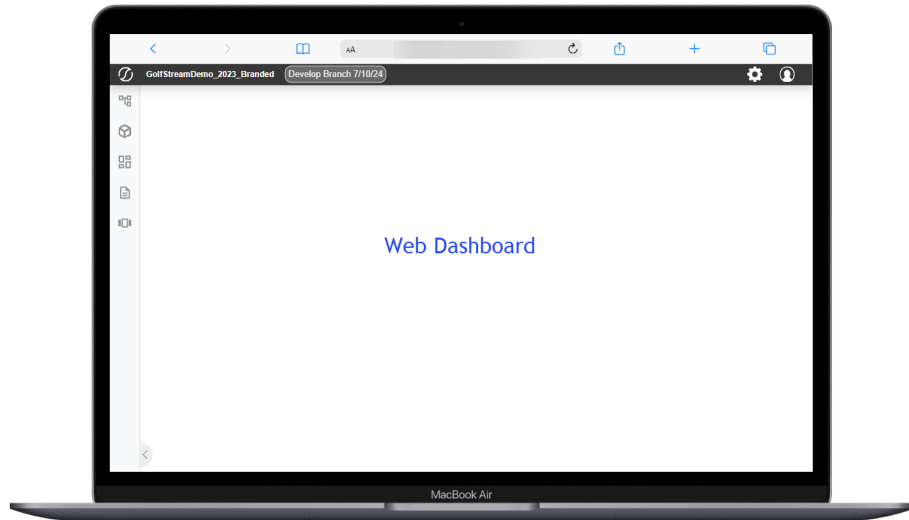 AA
GolfStreamDemo_2023_Branded
Develop Branch 7/10/24
Web Dashboard
MacBook Air